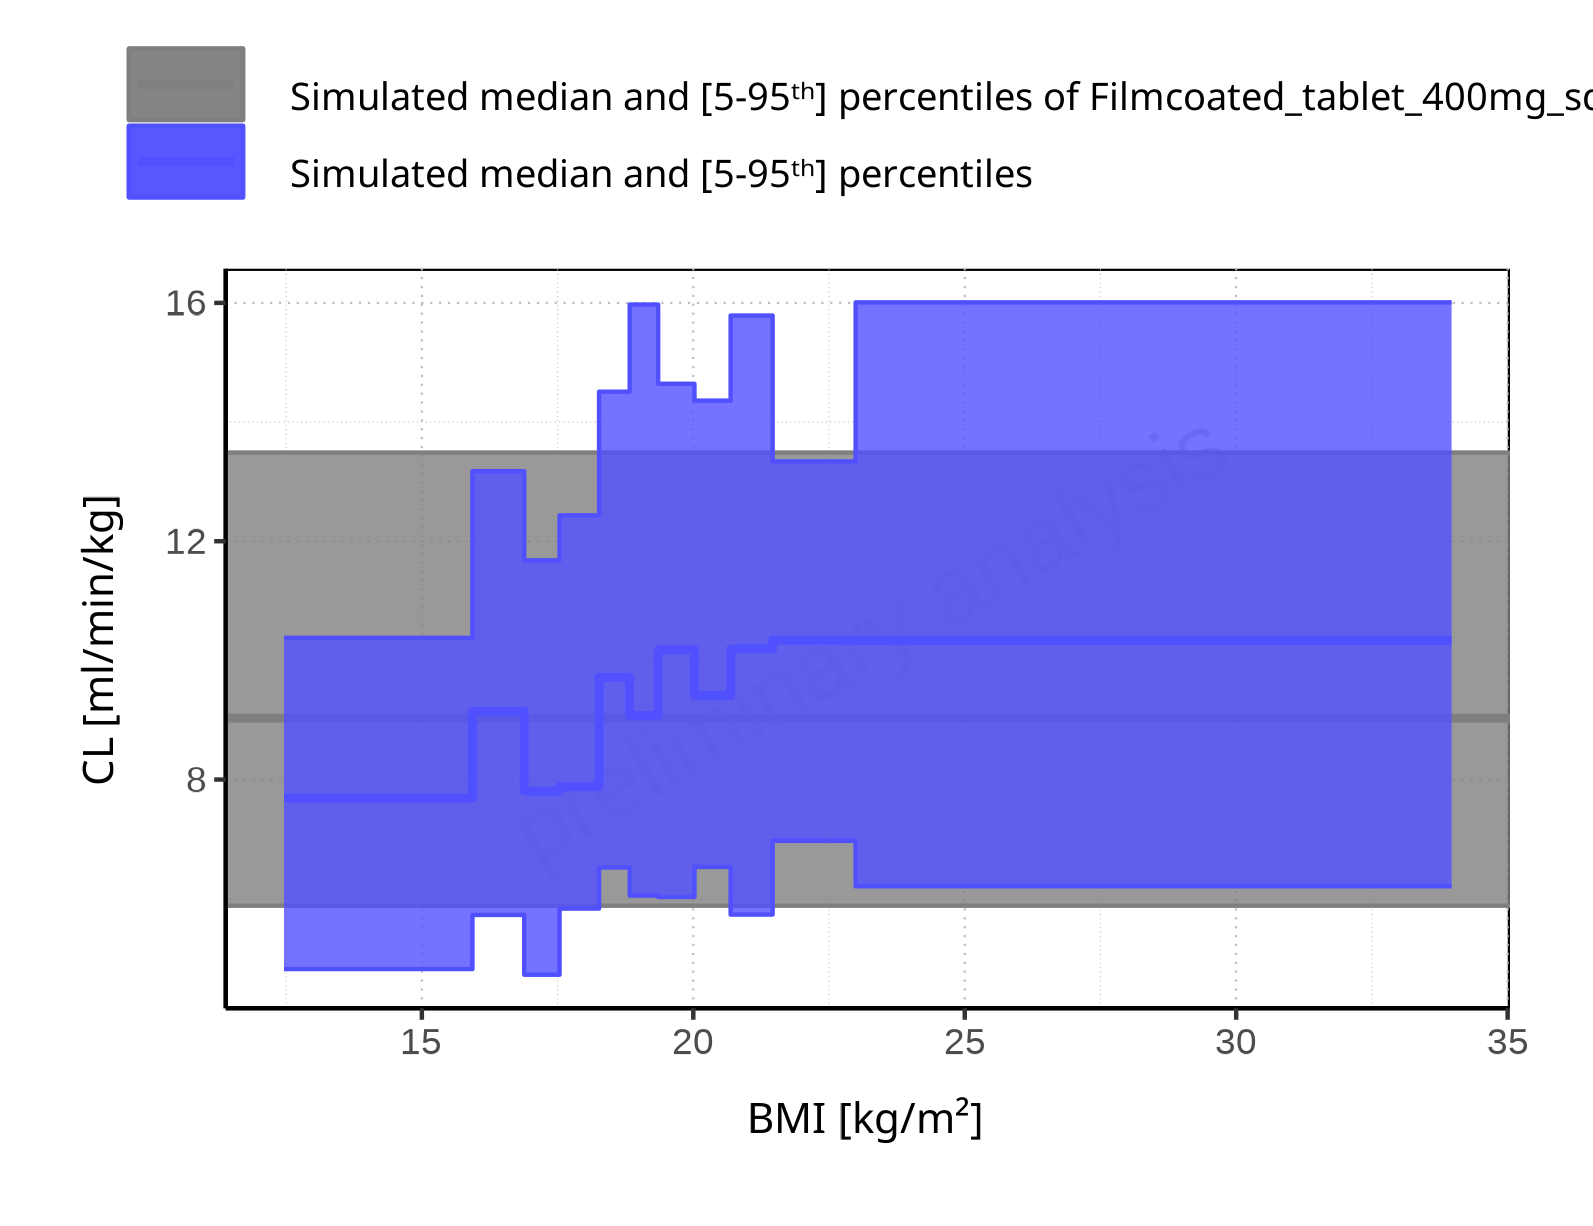 Simulated median and [5-95th] percentiles of Filmcoated_tablet_400mg_sc
Simulated median and [5-95th] percentiles
16
12
8
CL [ml/min/kg]
preliminary analysis
15 20 25 30 35
BMI [kg/m²]